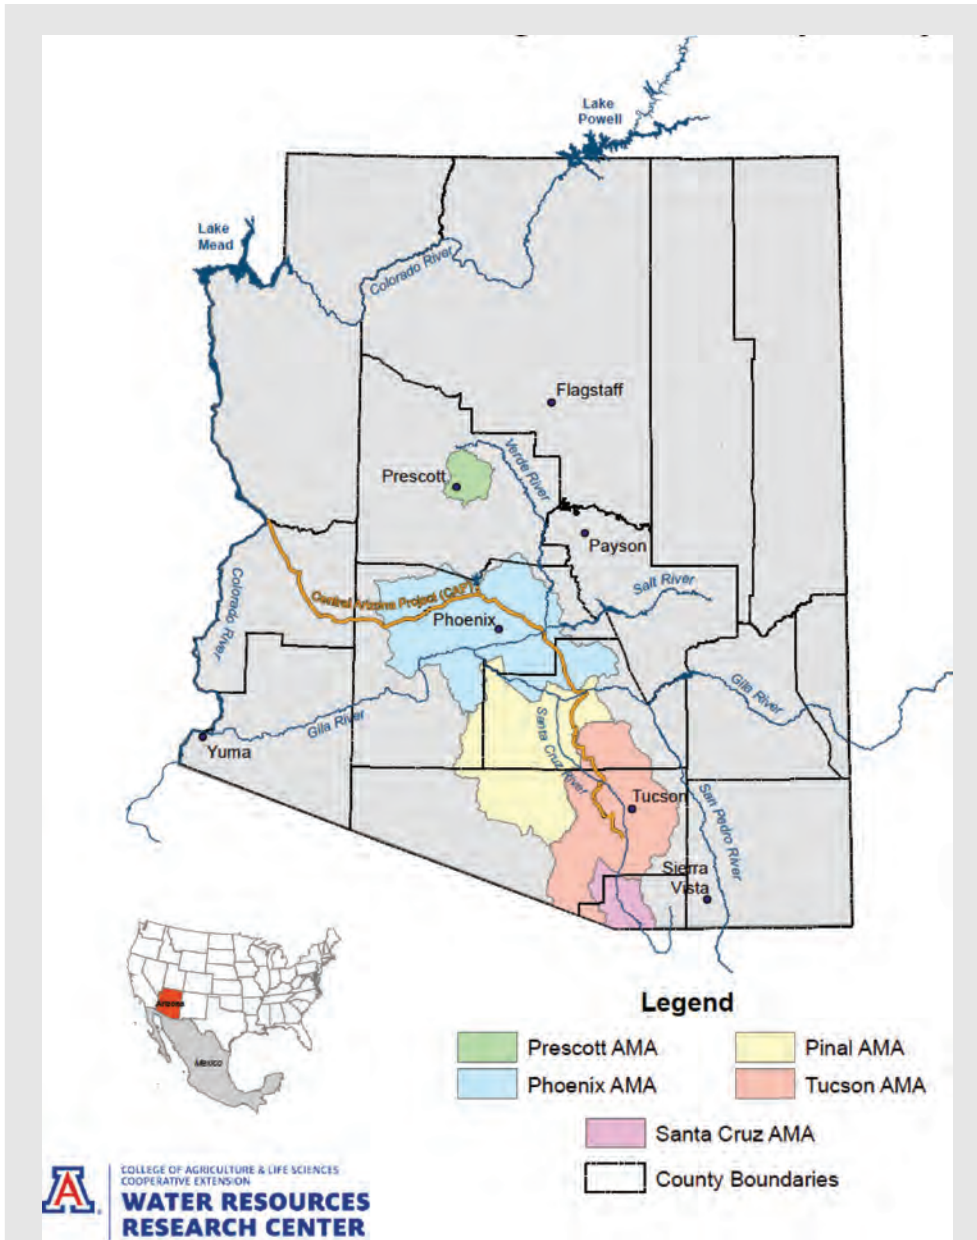 Lake
Powell
Lake
Mead
Colorado River
Flagstaff
Verde River
Prescott
Payson
Salt River
Colorado River
Central Arizona Project (CAP)
Phoenix
Gila River
Gila River
Santa Cruz River
Yuma
Tucson
San Pedro River
Sierra
Vista
Arizona
Mexico
Legend
Prescott AMA
Pinal AMA
Phoenix AMA
Tucson AMA
Santa Cruz AMA
County Boundaries
A
COLLEGE OF AGRICULTURE & LIFE SCIENCES
COOPERATIVE EXTENSION
WATER RESOURCES
RESEARCH CENTER